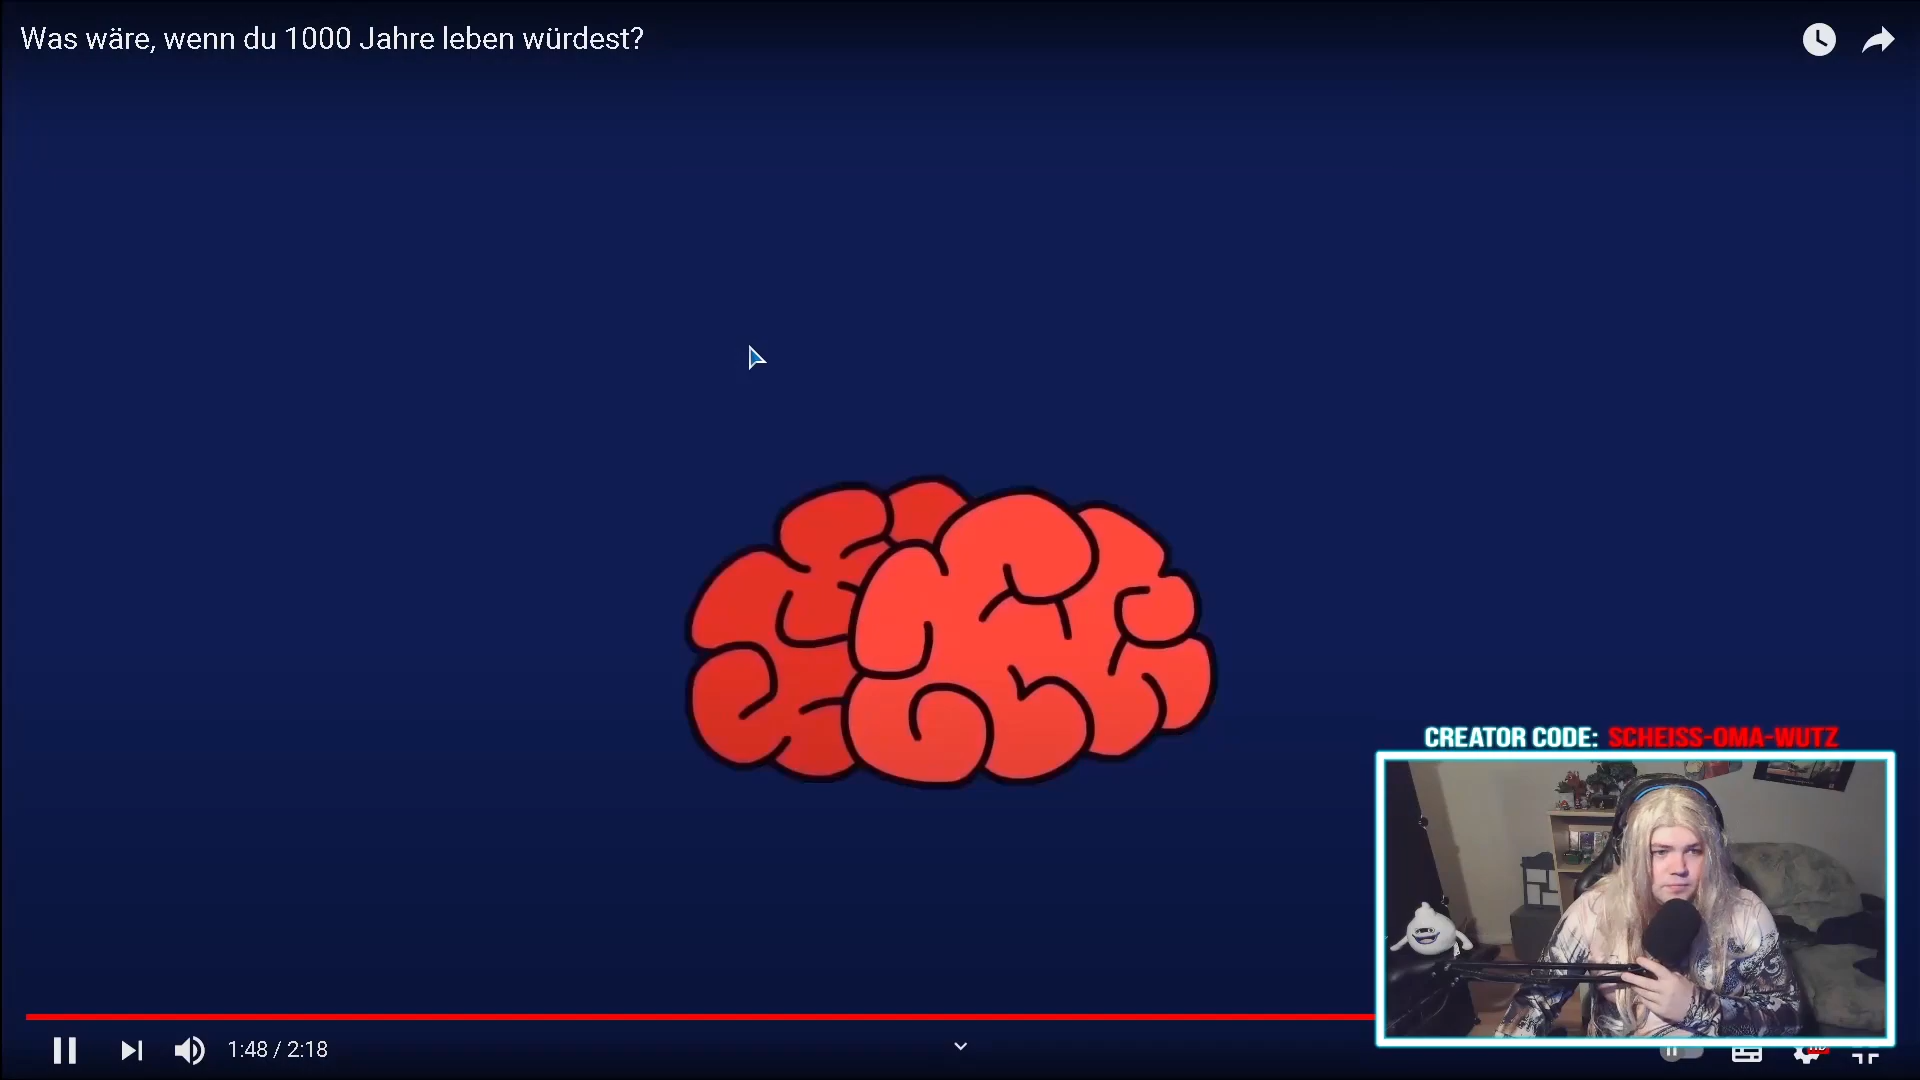 Was wäre, wenn du 1000 Jahre leben würdest?
CREATOR CODE: SCHEISS-OMA-WUTZ
1:48 / 2:18